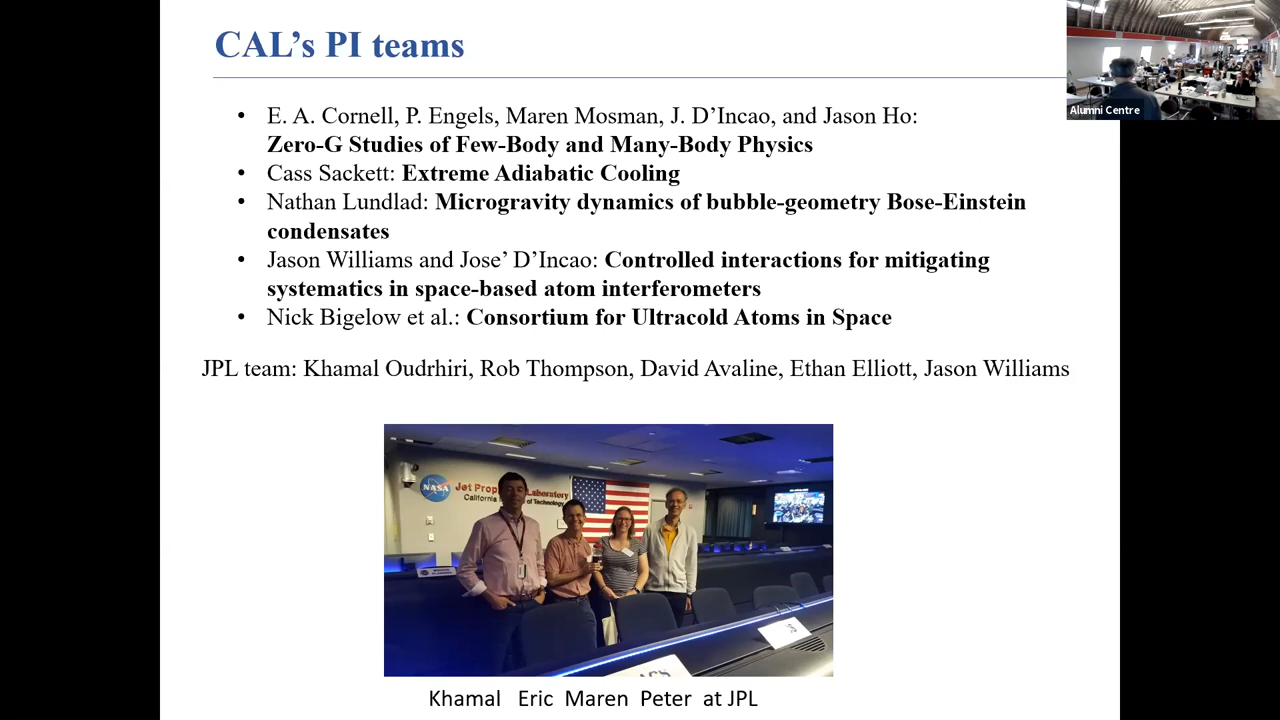 CAL's PI teams
Alumni Centre
• E. A. Cornell, P. Engels, Maren Mosman, J. D'Incao, and Jason Ho:
Zero-G Studies of Few-Body and Many-Body Physics
• Cass Sackett: Extreme Adiabatic Cooling
• Nathan Lundlad: Microgravity dynamics of bubble-geometry Bose-Einstein
condensates
• Jason Williams and Jose' D'Incao: Controlled interactions for mitigating
systematics in space-based atom interferometers
• Nick Bigelow et al.: Consortium for Ultracold Atoms in Space
JPL team: Khamal Oudrhiri, Rob Thompson, David Avaline, Ethan Elliott, Jason Williams
NASA
Jet Prop Laboratory
California of Technology
Khamal Eric Maren Peter at JPL